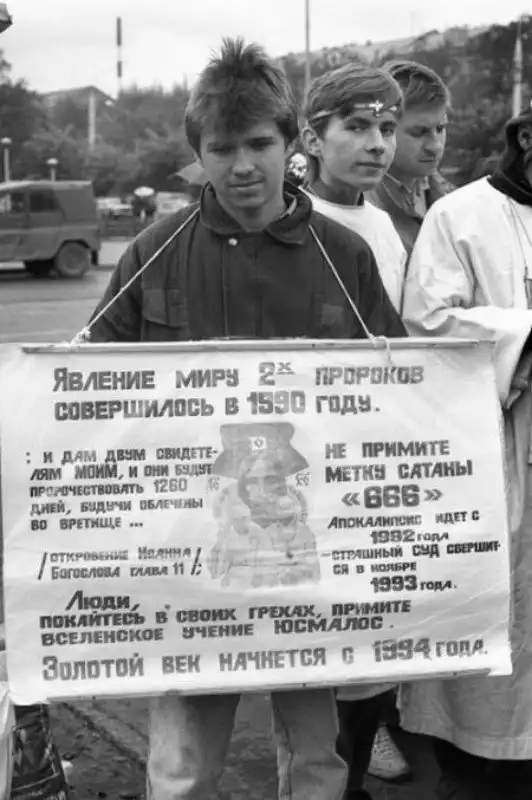 Явление миру 2х пророков
совершилось в 1990 году.
: И дам двум свидете-
лям Моим, и они будут
пророчествовать 1260
дней, будучи облечены
во вретище ...
/Откровение Иоанна
Богослова глава 11/;
Не примите
метку сатаны
«666»
Апокалипсис идет с
1992 года
–Страшный суд свершит-
ся в ноябре
1993 года.
Люди,
покайтесь в своих грехах, примите
вселенское учение ЮСМАЛОС.
Золотой век начнется с 1994 года.